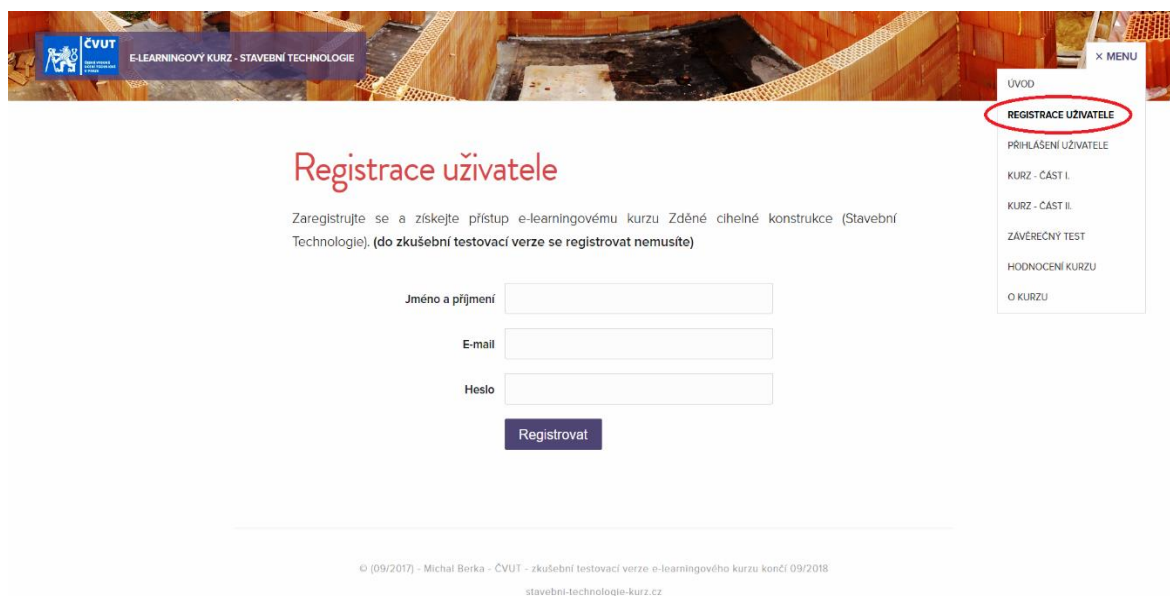 ČVUT
E-LEARNINGOVÝ KURZ - STAVEBNÍ TECHNOLOGIE
× MENU
ÚVOD
REGISTRACE UŽIVATELE
PŘIHLÁŠENÍ UŽIVATELE
KURZ - ČÁST I.
KURZ - ČÁST II.
ZÁVĚREČNÝ TEST
HODNOCENÍ KURZU
O KURZU
Registrace uživatele
Zaregistrujte se a získejte přístup e-learningovému kurzu Zděné cihelné konstrukce (Stavební
Technologie). (do zkušební testovací verze se registrovat nemusíte)
Jméno a příjmení
E-mail
Heslo
Registrovat
© (09/2017) - Michal Berka - ČVUT - zkušební testovací verze e-learningového kurzu končí 09/2018
stavebni-technologie-kurz.cz